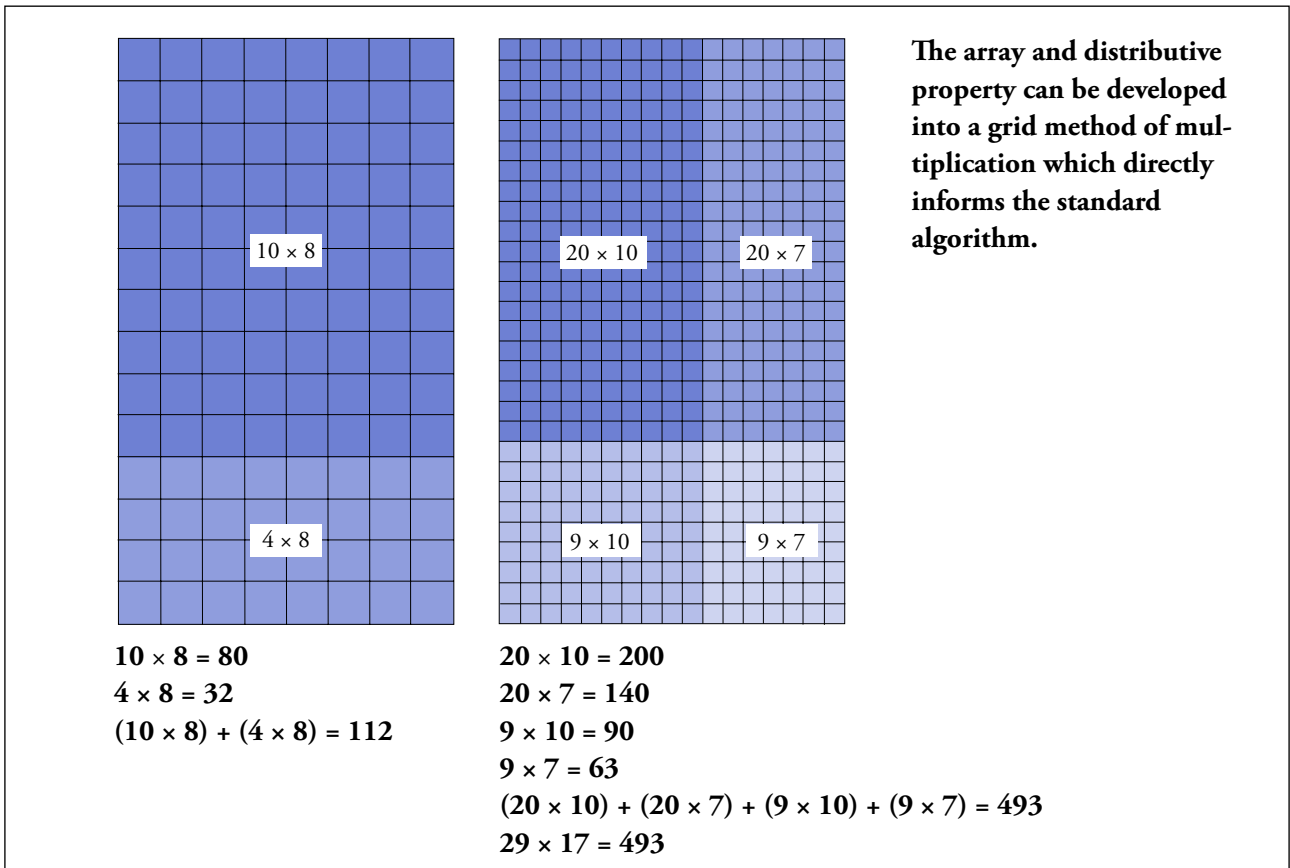 10 × 8
4 × 8
10 × 8 = 80
4 × 8 = 32
(10 × 8) + (4 × 8) = 112
20 × 10
20 × 7
9 × 10
9 × 7
20 × 10 = 200
20 × 7 = 140
9 × 10 = 90
9 × 7 = 63
(20 × 10) + (20 × 7) + (9 × 10) + (9 × 7) = 493
29 × 17 = 493
The array and distributive
property can be developed
into a grid method of mul-
tiplication which directly
informs the standard
algorithm.